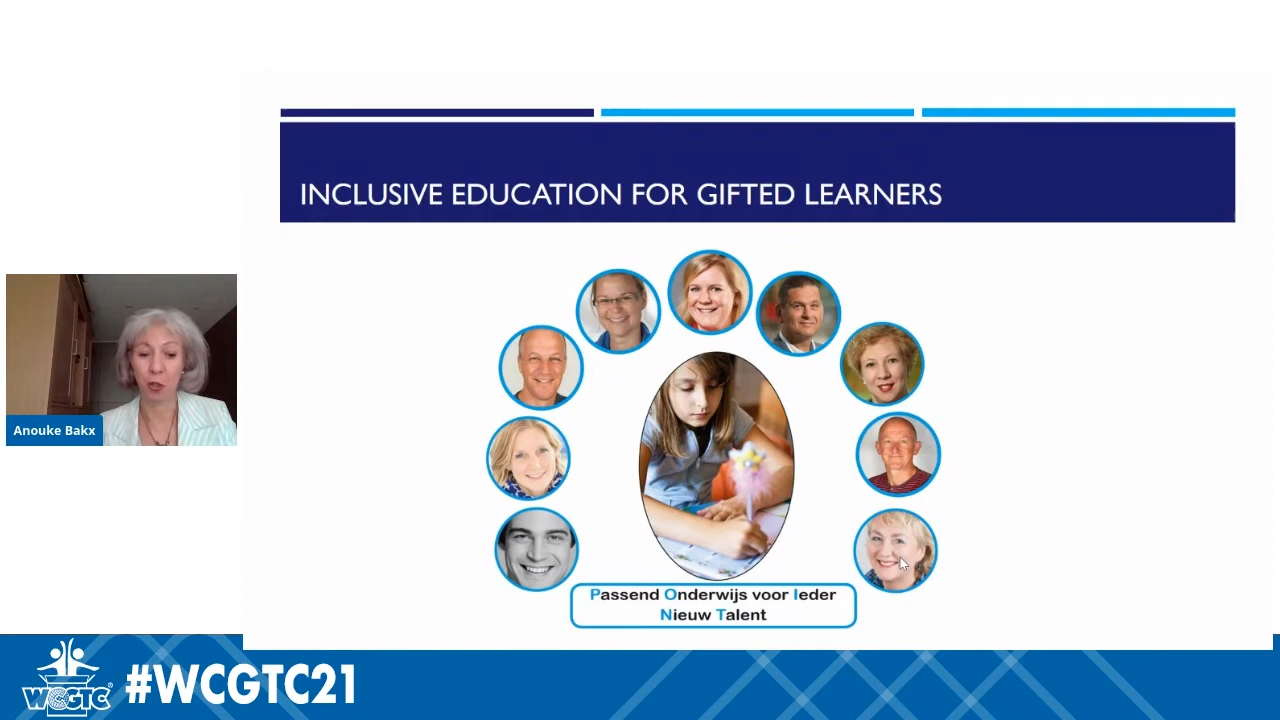 INCLUSIVE EDUCATION FOR GIFTED LEARNERS
Anouke Bakx
Passend Onderwijs voor Ieder
Nieuw Talent
WCGTC
#WCGTC21